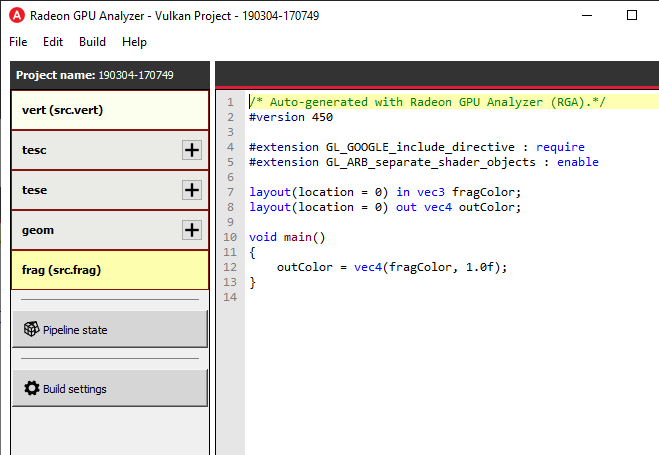 Radeon GPU Analyzer - Vulkan Project - 190304-170749
File Edit Build Help
Project name: 190304-170749
vert (src.vert)
tesc
tese
geom
frag (src.frag)
Pipeline state
Build settings
1 /* Auto-generated with Radeon GPU Analyzer (RGA).*/
2 #version 450
3
4 #extension GL_GOOGLE_include_directive : require
5 #extension GL_ARB_separate_shader_objects : enable
6
7 layout(location = 0) in vec3 fragColor;
8 layout(location = 0) out vec4 outColor;
9
10 void main()
11 {
12     outColor = vec4(fragColor, 1.0f);
13 }
14